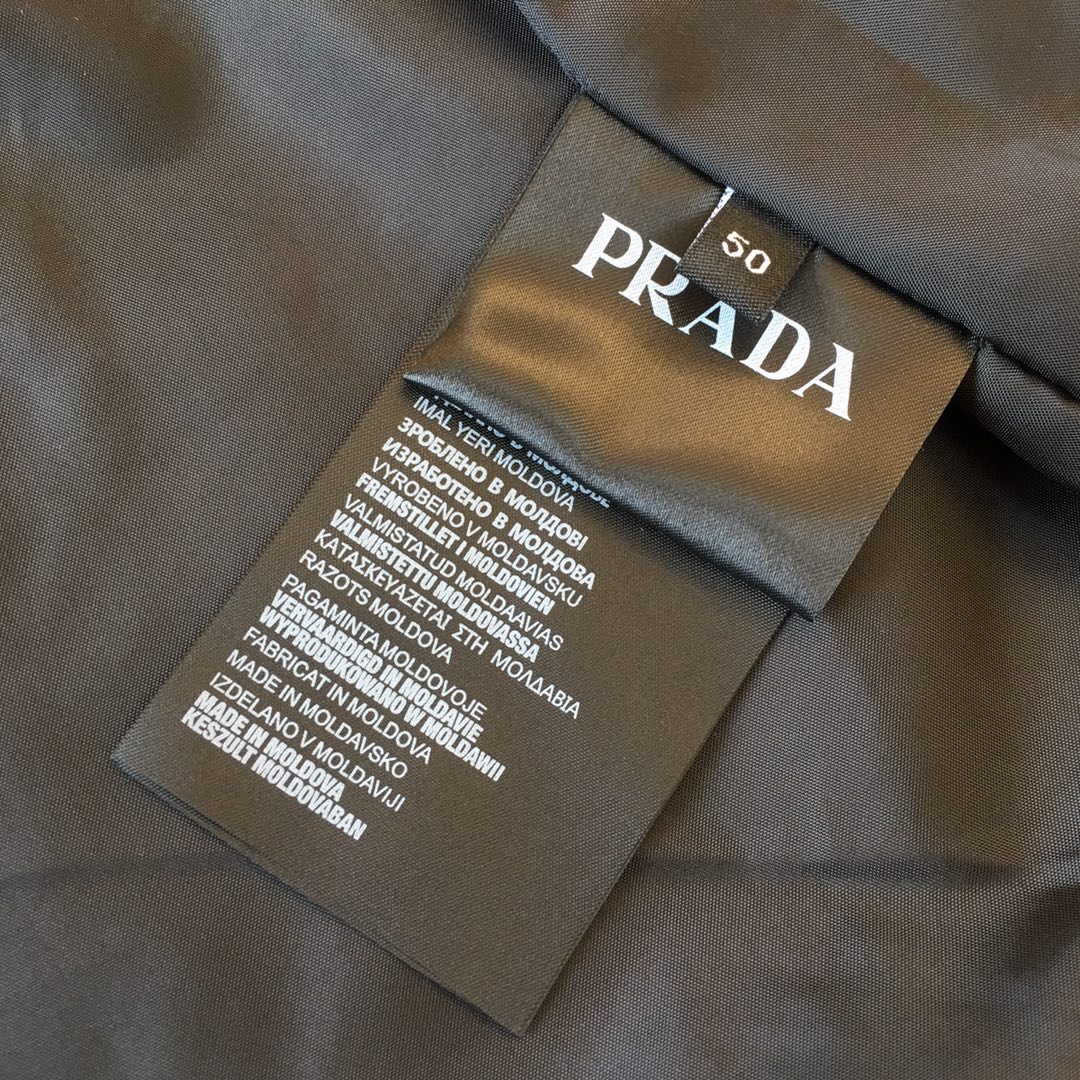 50
PRADA
IMAL YERI MOLDOVA
ЗРОБЛЕНО В МОЛДОВІ
ИЗРАБОТЕНО В МОЛДОВА
VYROBENO V MOLDAVSKU
FREMSTILLET I MOLDOVIEN
VALMISTATUD MOLDAAVIAS
VALMISTETTU MOLDOVASSA
ΚΑΤΑΣΚΕΥΑΖΕΤΑΙ ΣΤΗ ΜΟΛΔΑΒΙΑ
RAZOTS MOLDOVA
PAGAMINTA MOLDOVOJE
VERVAARDIGD IN MOLDAVIE
WYPRODUKOWANO W MOLDAWII
FABRICAT IN MOLDOVA
MADE IN MOLDAVSKO
IZDELANO V MOLDAVIJI
MADE IN MOLDOVA
KESZULT MOLDOVABAN